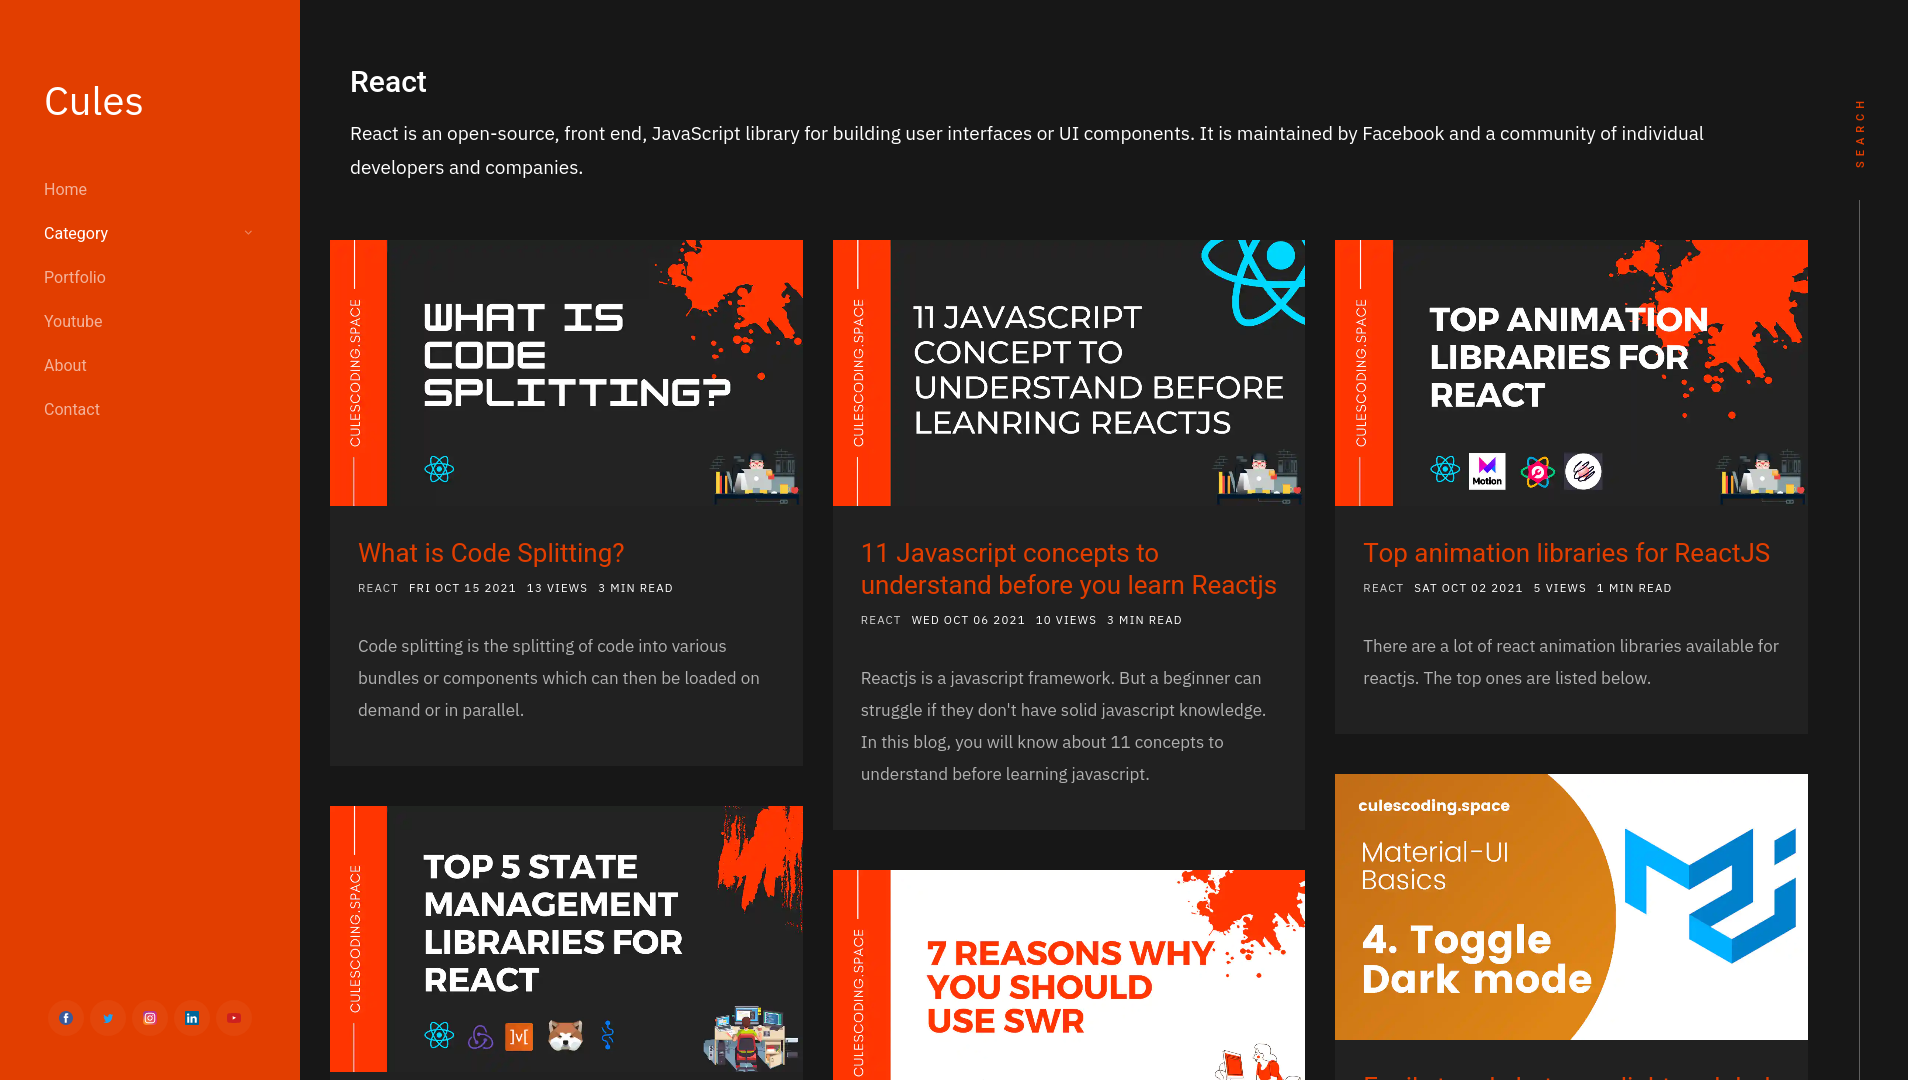 Cules
Home
Category
Portfolio
Youtube
About
Contact
React
React is an open-source, front end, JavaScript library for building user interfaces or UI components. It is maintained by Facebook and a community of individual
developers and companies.
SEARCH
CULESCODING.SPACE
WHAT IS
CODE
SPLITTING?
What is Code Splitting?
REACT FRI OCT 15 2021 13 VIEWS 3 MIN READ
Code splitting is the splitting of code into various
bundles or components which can then be loaded on
demand or in parallel.
CULESCODING.SPACE
11 JAVASCRIPT
CONCEPT TO
UNDERSTAND BEFORE
LEANRING REACTJS
11 Javascript concepts to
understand before you learn Reactjs
REACT WED OCT 06 2021 10 VIEWS 3 MIN READ
Reactjs is a javascript framework. But a beginner can
struggle if they don't have solid javascript knowledge.
In this blog, you will know about 11 concepts to
understand before learning javascript.
CULESCODING.SPACE
TOP ANIMATION
LIBRARIES FOR
REACT
Motion
Top animation libraries for ReactJS
REACT SAT OCT 02 2021 5 VIEWS 1 MIN READ
There are a lot of react animation libraries available for
reactjs. The top ones are listed below.
CULESCODING.SPACE
TOP 5 STATE
MANAGEMENT
LIBRARIES FOR
REACT
CULESCODING.SPACE
7 REASONS WHY
YOU SHOULD
USE SWR
culescoding.space
Material-UI
Basics
4. Toggle
Dark mode